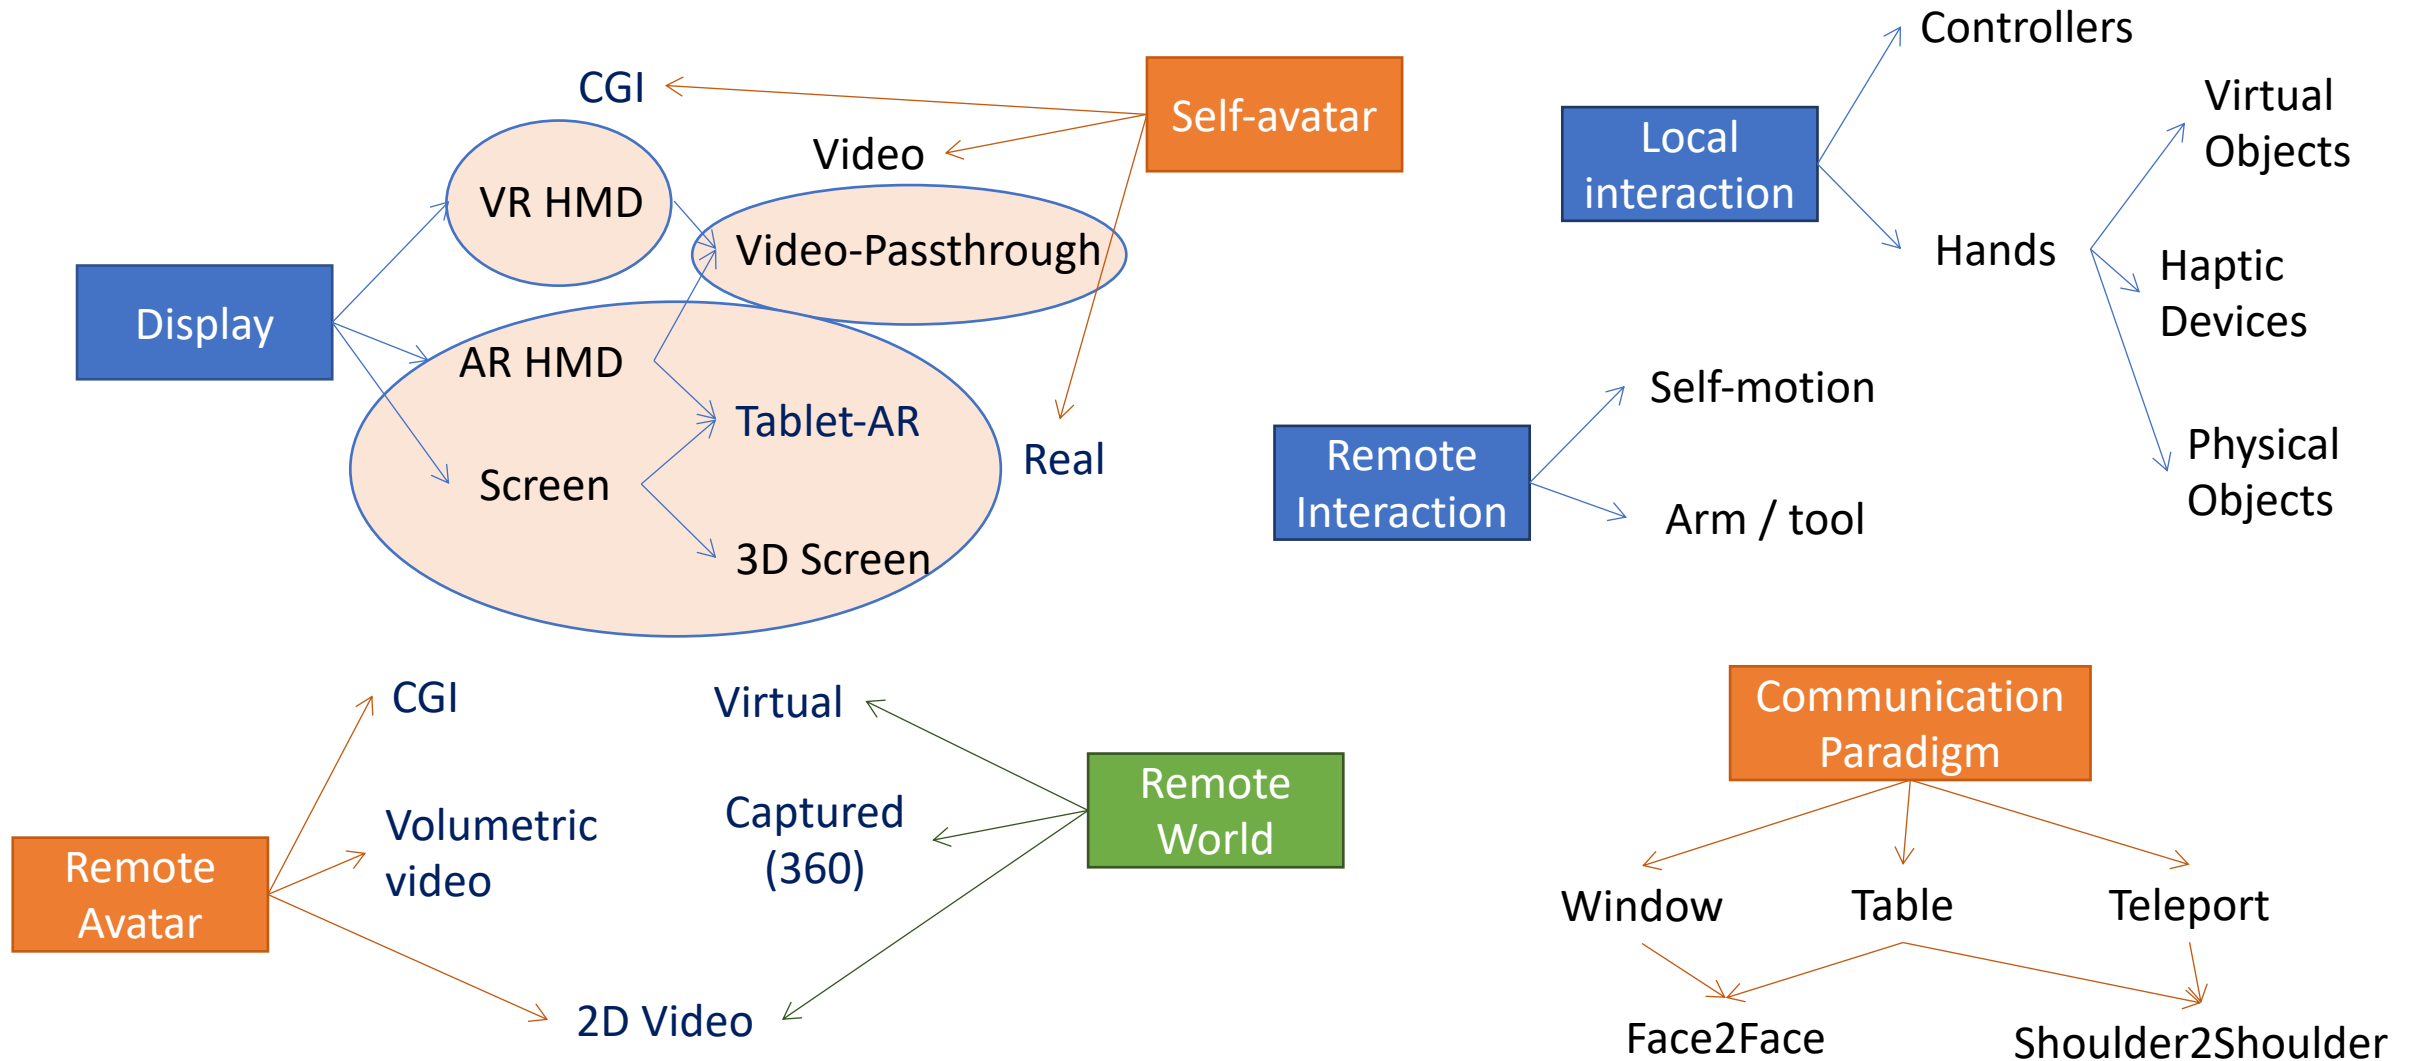 Controllers
CGI
Self-avatar
Virtual
Objects
Local
interaction
Video
VR HMD
Video-Passthrough
Hands
Haptic
Devices
Display
AR HMD
Self-motion
Tablet-AR
Real
Remote
Interaction
Physical
Objects
Screen
Arm / tool
3D Screen
CGI
Virtual
Communication
Paradigm
Remote
World
Captured
(360)
Volumetric
video
Remote
Avatar
Window
Table
Teleport
2D Video
Face2Face
Shoulder2Shoulder